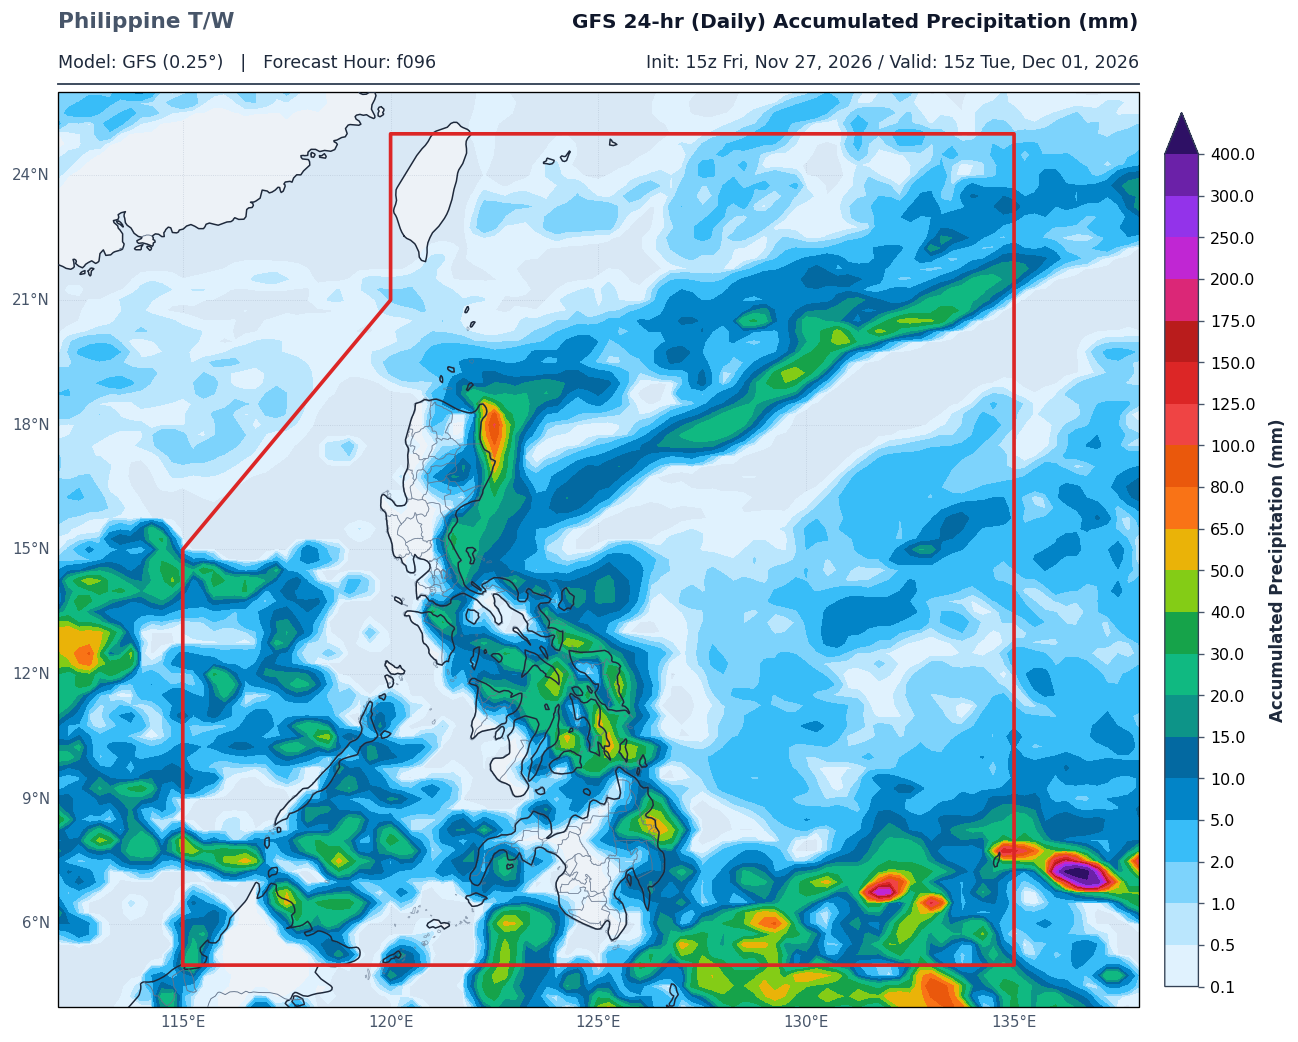 Philippine T/W
GFS 24-hr (Daily) Accumulated Precipitation (mm)
Model: GFS (0.25°)   |   Forecast Hour: f096
Init: 15z Fri, Nov 27, 2026 / Valid: 15z Tue, Dec 01, 2026
24°N
21°N
18°N
15°N
12°N
9°N
6°N
115°E
120°E
125°E
130°E
135°E
400.0
300.0
250.0
200.0
175.0
150.0
125.0
100.0
80.0
65.0
50.0
40.0
30.0
20.0
15.0
10.0
5.0
2.0
1.0
0.5
0.1
Accumulated Precipitation (mm)